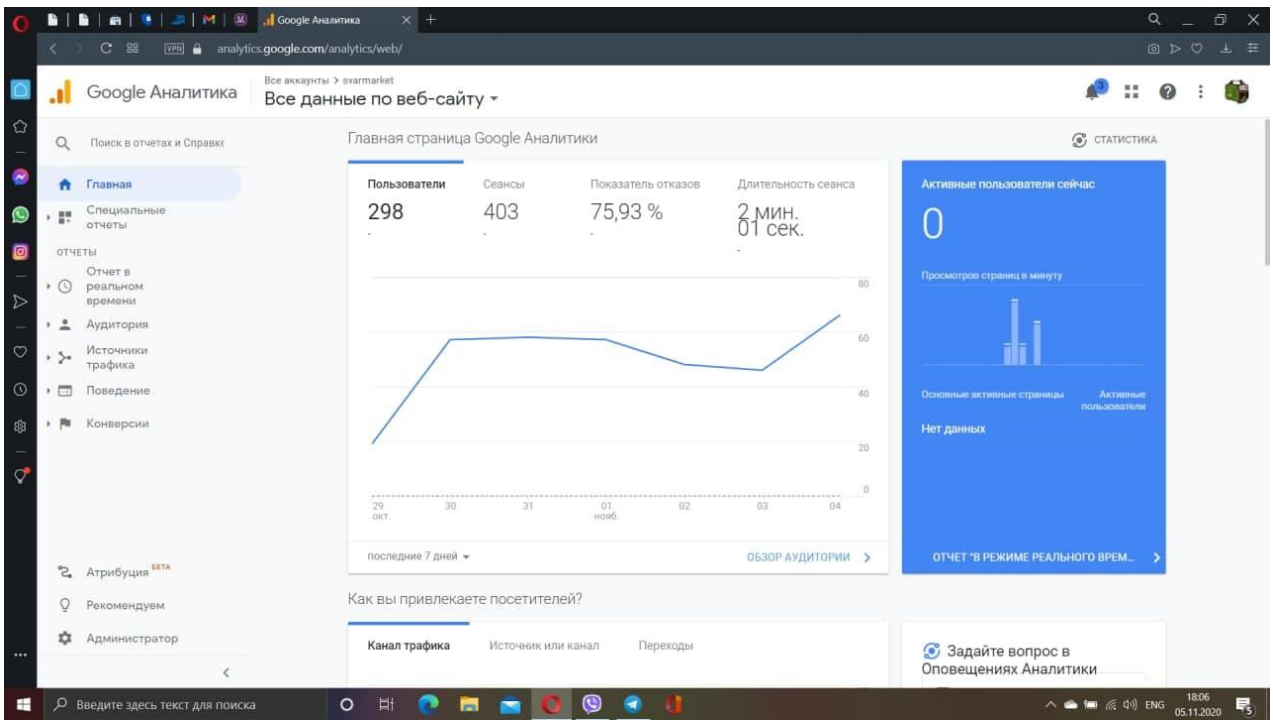 Google Аналитика
VPN
analytics.google.com/analytics/web/
Google Аналитика
Все аккаунты > svarmarket
Все данные по веб-сайту
3
Поиск в отчетах и Справке
Главная
Специальные
отчеты
ОТЧЕТЫ
Отчет в
реальном
времени
Аудитория
Источники
трафика
Поведение
Конверсии
Атрибуция БЕТА
Рекомендуем
Администратор
Главная страница Google Аналитики
СТАТИСТИКА
Пользователи
298
-
Сеансы
403
-
Показатель отказов
75,93 %
-
Длительность сеанса
2 мин.
01 сек.
-
80
60
40
20
0
29
окт.
30
31
01
нояб.
02
03
04
последние 7 дней
ОБЗОР АУДИТОРИИ
Активные пользователи сейчас
0
Просмотров страниц в минуту
Основные активные страницы
Активные
пользователи
Нет данных
ОТЧЕТ "В РЕЖИМЕ РЕАЛЬНОГО ВРЕМ...
Как вы привлекаете посетителей?
Канал трафика
Источник или канал
Переходы
Задайте вопрос в
Оповещениях Аналитики
Введите здесь текст для поиска
ENG
18:06
05.11.2020
5